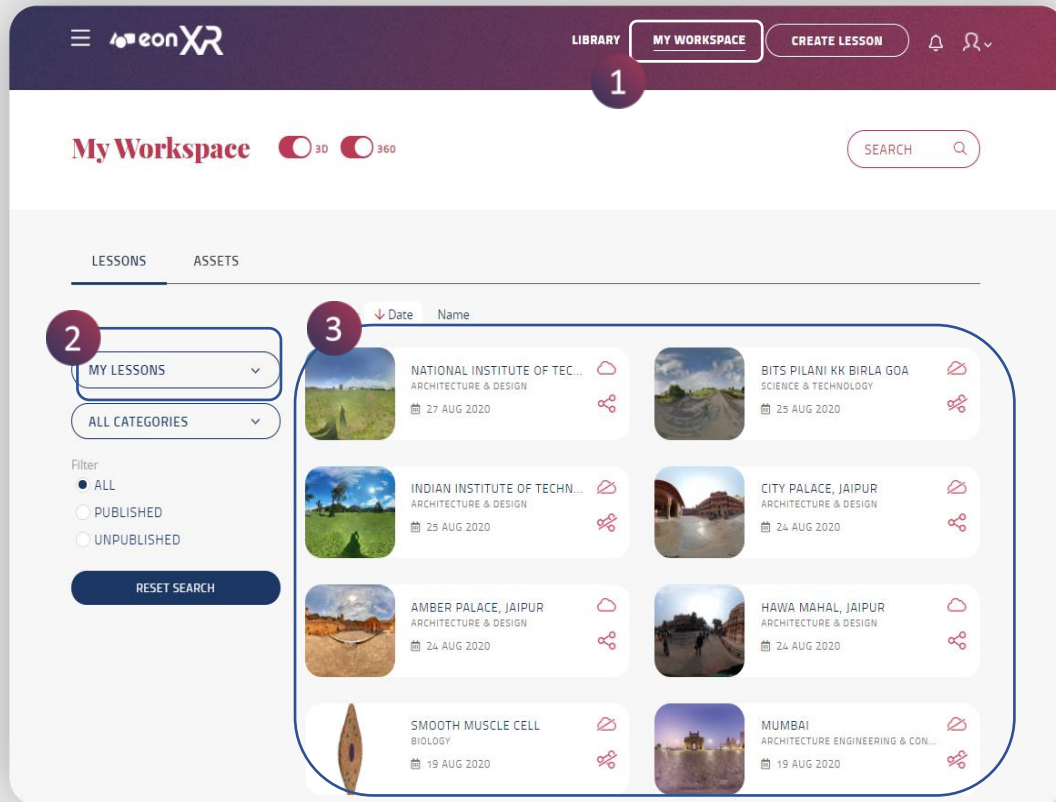 eonXR
LIBRARY MY WORKSPACE CREATE LESSON
1
My Workspace 3D 360
SEARCH
LESSONS ASSETS
Date Name
2
3
MY LESSONS
ALL CATEGORIES
Filter
ALL
PUBLISHED
UNPUBLISHED
RESET SEARCH
NATIONAL INSTITUTE OF TEC...
ARCHITECTURE & DESIGN
27 AUG 2020
BITS PILANI KK BIRLA GOA
SCIENCE & TECHNOLOGY
25 AUG 2020
INDIAN INSTITUTE OF TECHN...
ARCHITECTURE & DESIGN
25 AUG 2020
CITY PALACE, JAIPUR
ARCHITECTURE & DESIGN
24 AUG 2020
AMBER PALACE, JAIPUR
ARCHITECTURE & DESIGN
24 AUG 2020
HAWA MAHAL, JAIPUR
ARCHITECTURE & DESIGN
24 AUG 2020
SMOOTH MUSCLE CELL
BIOLOGY
19 AUG 2020
MUMBAI
ARCHITECTURE ENGINEERING & CON...
19 AUG 2020